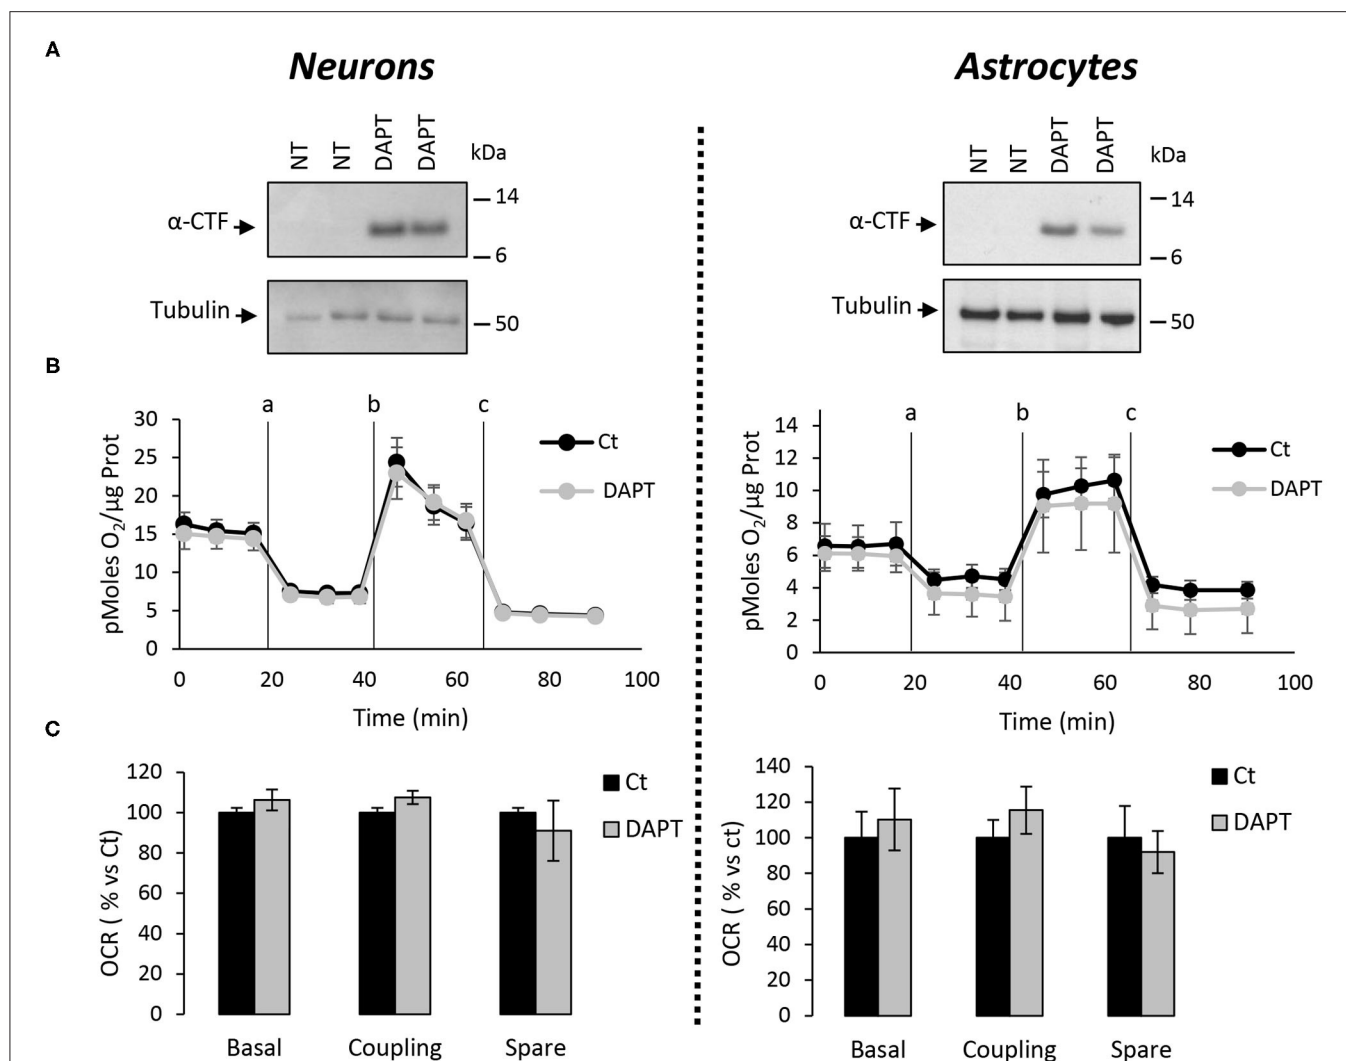 A
Neurons
Astrocytes
NT NT DAPT DAPT kDa
α-CTF
14
6
Tubulin
50
NT NT DAPT DAPT kDa
α-CTF
14
6
Tubulin
50
B
pMoles O₂/µg Prot
30
25
20
15
10
5
0
a b c
Ct
DAPT
0 20 40 60 80 100
Time (min)
pMoles O₂/µg Prot
14
12
10
8
6
4
2
0
a b c
Ct
DAPT
0 20 40 60 80 100
Time (min)
C
OCR ( % vs Ct)
120
100
80
60
40
20
0
Ct
DAPT
Basal Coupling Spare
OCR ( % vs ct)
140
120
100
80
60
40
20
0
Ct
DAPT
Basal Coupling Spare